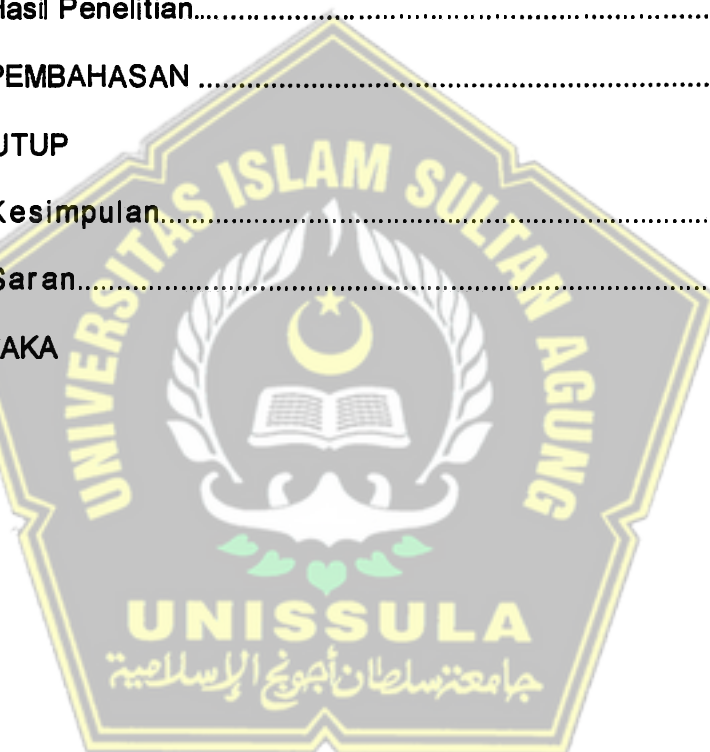 Hasil Penelitian....................................................
PEMBAHASAN ....................................................
UTUP
Kesimpulan....................................................
Saran....................................................
AKA
UNIVERSITAS ISLAM SULTAN AGUNG
UNISSULA
جامعة سلطان أجونج الإسلامية